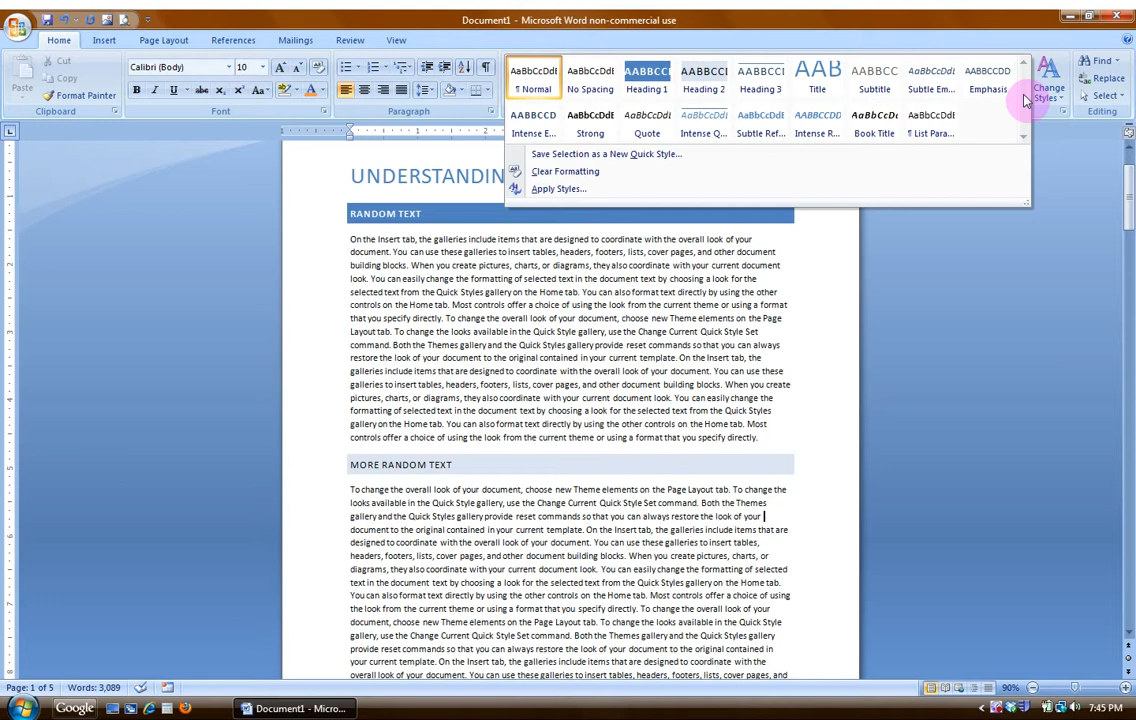 Document1 - Microsoft Word non-commercial use
Home Insert Page Layout References Mailings Review View
Paste
Cut
Copy
Format Painter
Clipboard
Calibri (Body) 10
Paragraph
AaBbCcDdE AaBbCcDdE AABBCCI AABBCCI AABBCCI AAB AABBCC AaBbCcDdE AABBCCDD
¶ Normal No Spacing Heading 1 Heading 2 Heading 3 Title Subtitle Subtle Em... Emphasis
AABBCCD AaBbCcDdE AaBbCcDdE AaBbCcDdE AaBbCcDdE AABBCCDD AaBbCcDc AaBbCcDdE
Intense E... Strong Quote Intense Q... Subtle Ref... Intense R... Book Title ¶ List Para...
Save Selection as a New Quick Style...
Clear Formatting
Apply Styles...
Change
Styles
Find
Replace
Select
Editing
UNDERSTANDIN
RANDOM TEXT
On the Insert tab, the galleries include items that are designed to coordinate with the overall look of your
document. You can use these galleries to insert tables, headers, footers, lists, cover pages, and other document
building blocks. When you create pictures, charts, or diagrams, they also coordinate with your current document
look. You can easily change the formatting of selected text in the document text by choosing a look for the
selected text from the Quick Styles gallery on the Home tab. You can also format text directly by using the other
controls on the Home tab. Most controls offer a choice of using the look from the current theme or using a format
that you specify directly. To change the overall look of your document, choose new Theme elements on the Page
Layout tab. To change the looks available in the Quick Style gallery, use the Change Current Quick Style Set
command. Both the Themes gallery and the Quick Styles gallery provide reset commands so that you can always
restore the look of your document to the original contained in your current template. On the Insert tab, the
galleries include items that are designed to coordinate with the overall look of your document. You can use these
galleries to insert tables, headers, footers, lists, cover pages, and other document building blocks. When you create
pictures, charts, or diagrams, they also coordinate with your current document look. You can easily change the
formatting of selected text in the document text by choosing a look for the selected text from the Quick Styles
gallery on the Home tab. You can also format text directly by using the other controls on the Home tab. Most
controls offer a choice of using the look from the current theme or using a format that you specify directly.
MORE RANDOM TEXT
To change the overall look of your document, choose new Theme elements on the Page Layout tab. To change the
looks available in the Quick Style gallery, use the Change Current Quick Style Set command. Both the Themes
gallery and the Quick Styles gallery provide reset commands so that you can always restore the look of your
document to the original contained in your current template. On the Insert tab, the galleries include items that are
designed to coordinate with the overall look of your document. You can use these galleries to insert tables,
headers, footers, lists, cover pages, and other document building blocks. When you create pictures, charts, or
diagrams, they also coordinate with your current document look. You can easily change the formatting of selected
text in the document text by choosing a look for the selected text from the Quick Styles gallery on the Home tab.
You can also format text directly by using the other controls on the Home tab. Most controls offer a choice of using
the look from the current theme or using a format that you specify directly. To change the overall look of your
document, choose new Theme elements on the Page Layout tab. To change the looks available in the Quick Style
gallery, use the Change Current Quick Style Set command. Both the Themes gallery and the Quick Styles gallery
provide reset commands so that you can always restore the look of your document to the original contained in
your current template. On the Insert tab, the galleries include items that are designed to coordinate with the
overall look of your document. You can use these galleries to insert tables, headers, footers, lists, cover pages, and
Page: 1 of 5 Words: 3,089 90%
Google Document1 - Micro... 7:45 PM